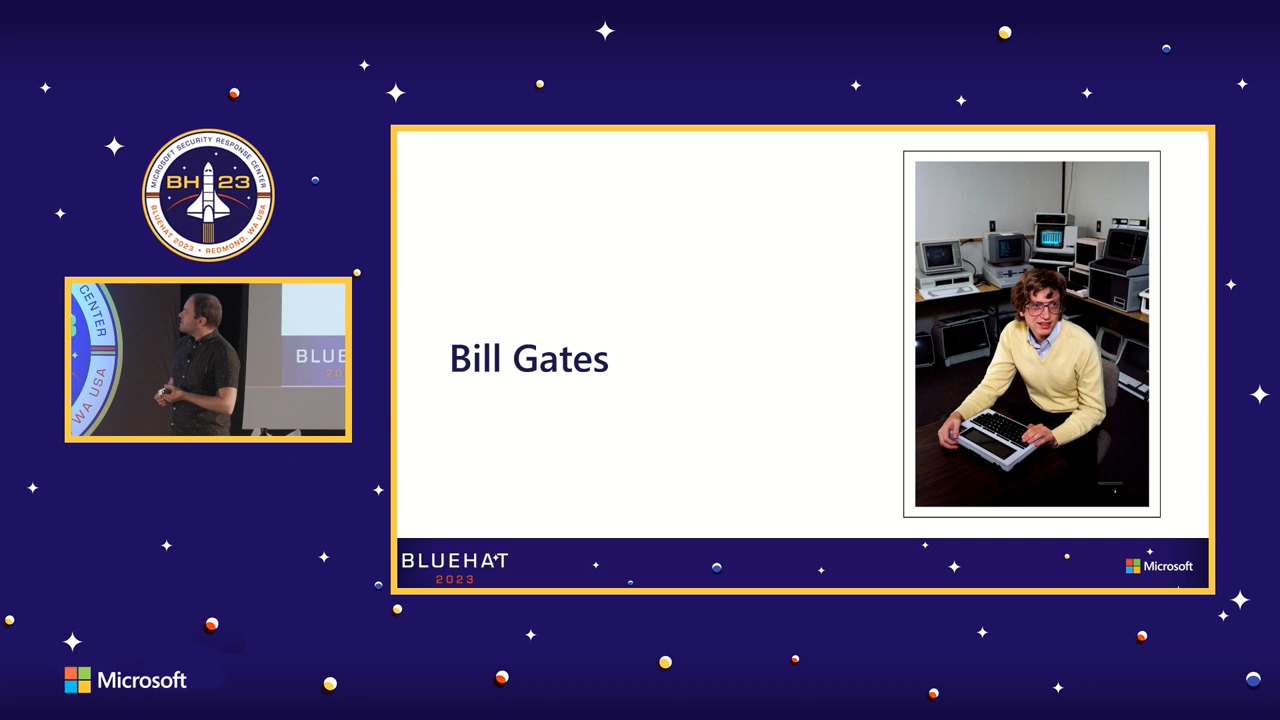 MICROSOFT SECURITY RESPONSE CENTER
BH 23
BLUEHAT 2023 • REDMOND, WA USA
CENTER
WA USA
BLUE
20
Bill Gates
BLUEHAT
2023
Microsoft
Microsoft